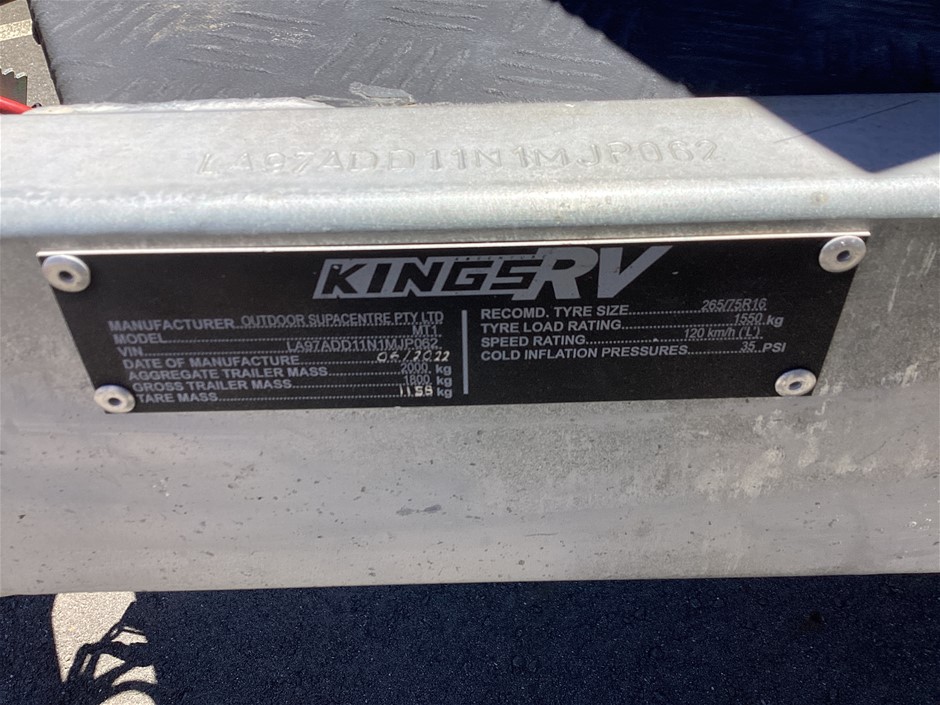 LA97ADD11N1MJP062
KINGS RV
MANUFACTURER OUTDOOR SUPACENTRE PTY LTD
MODEL MT1
VIN LA97ADD11N1MJP062
DATE OF MANUFACTURE 06/2022
AGGREGATE TRAILER MASS 2000 kg
GROSS TRAILER MASS 1800 kg
TARE MASS 1158 kg
RECOMD. TYRE SIZE 265/75R16
TYRE LOAD RATING 1550 kg
SPEED RATING 120 km/h ('L')
COLD INFLATION PRESSURES 35 PSI